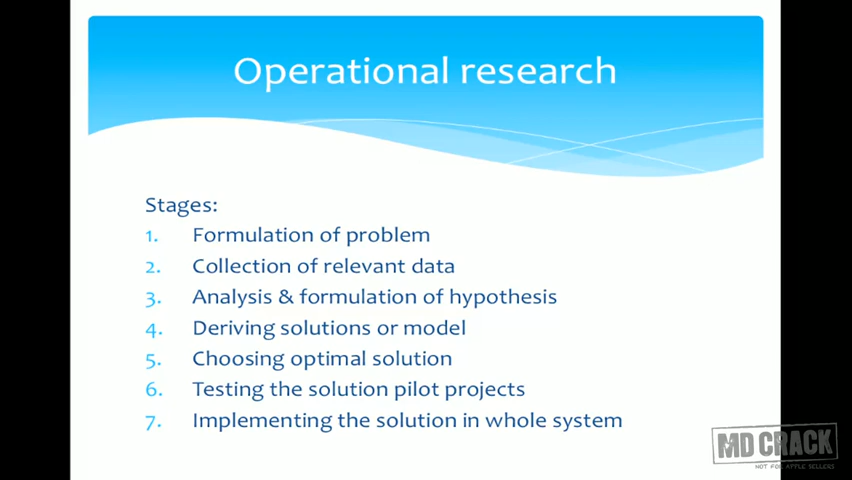 Operational research
Stages:
1. Formulation of problem
2. Collection of relevant data
3. Analysis & formulation of hypothesis
4. Deriving solutions or model
5. Choosing optimal solution
6. Testing the solution pilot projects
7. Implementing the solution in whole system
MD CRACK
NOT FOR APPLE SELLERS